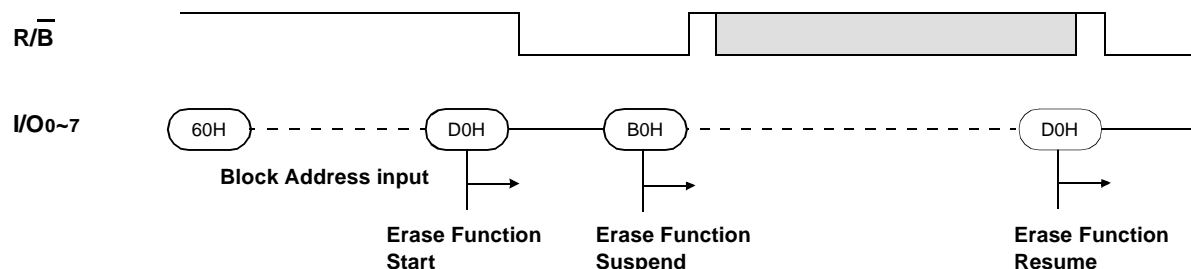 R/B
I/O0~7
60H
D0H
B0H
D0H
Block Address input
Erase Function
Start
Erase Function
Suspend
Erase Function
Resume